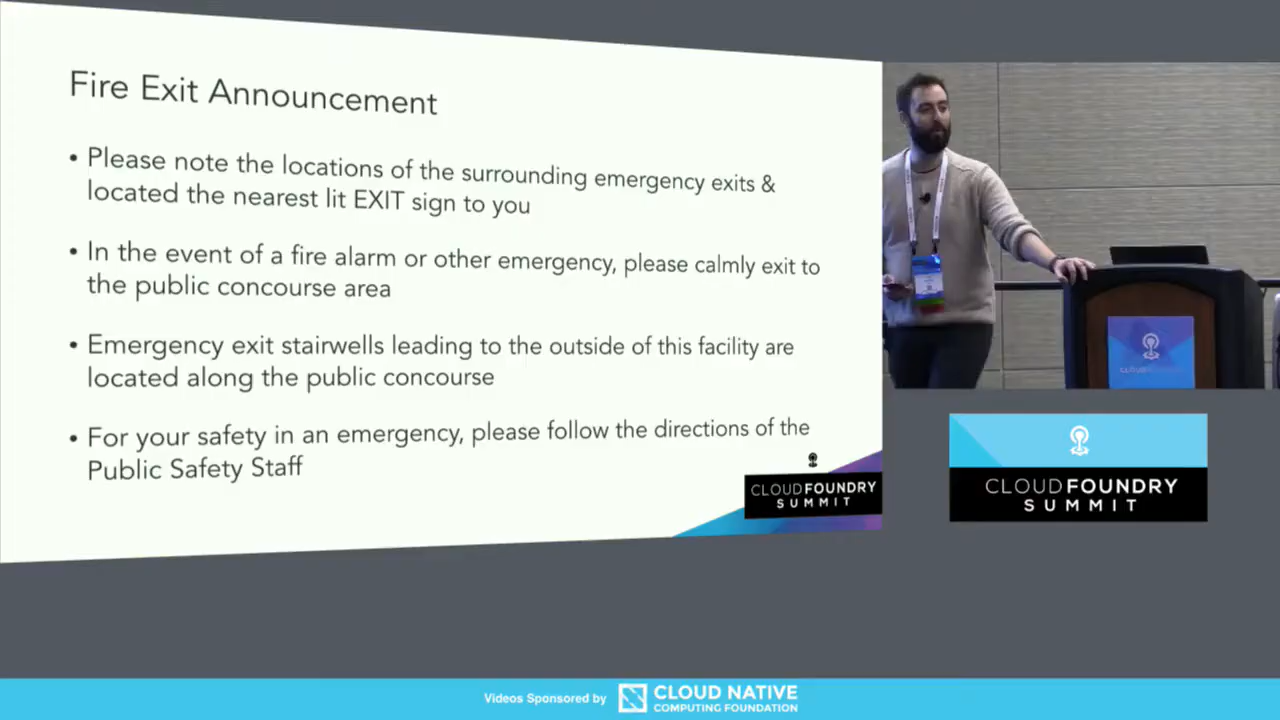 Fire Exit Announcement
• Please note the locations of the surrounding emergency exits &
located the nearest lit EXIT sign to you
• In the event of a fire alarm or other emergency, please calmly exit to
the public concourse area
• Emergency exit stairwells leading to the outside of this facility are
located along the public concourse
• For your safety in an emergency, please follow the directions of the
Public Safety Staff
CLOUDFOUNDRY
SUMMIT
CLOUDFOUNDRY
CLOUDFOUNDRY
SUMMIT
Videos Sponsored by
CLOUD NATIVE
COMPUTING FOUNDATION